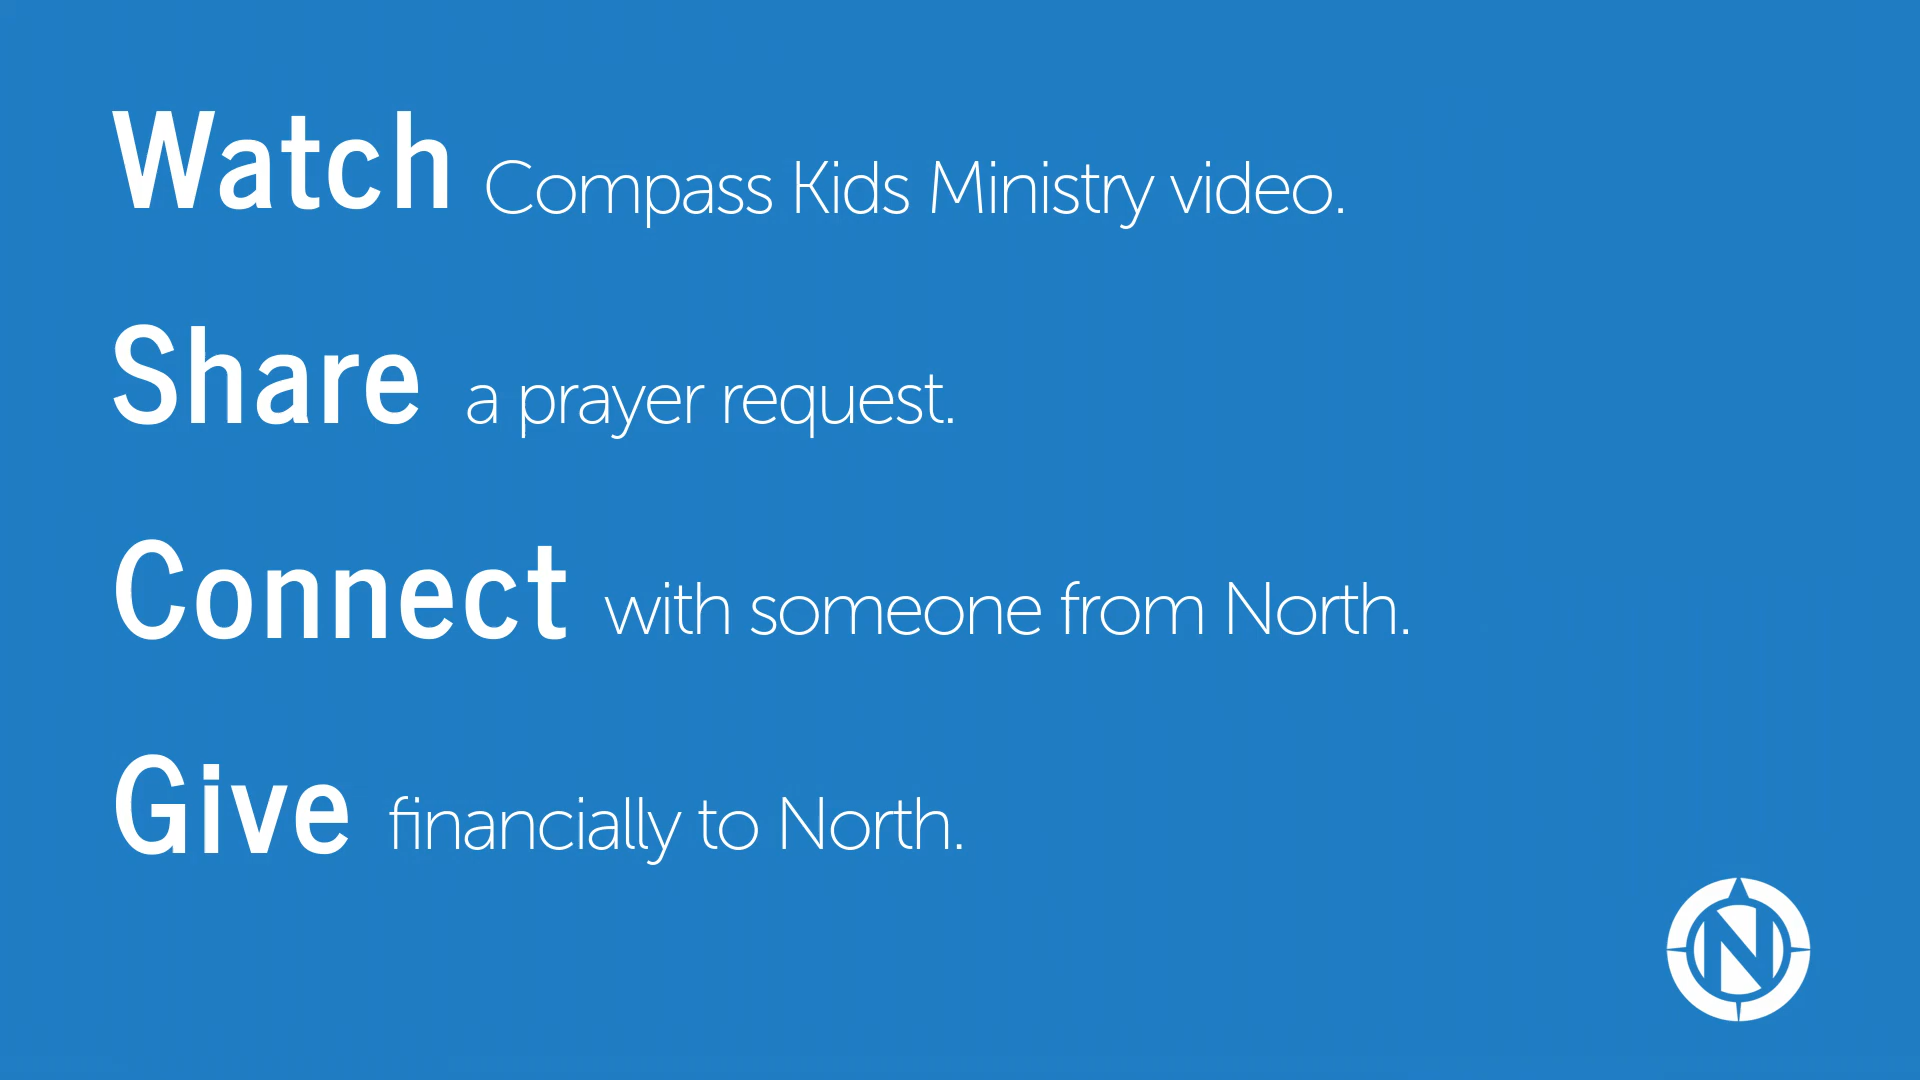 Watch Compass Kids Ministry video.
Share a prayer request.
Connect with someone from North.
Give financially to North.
N